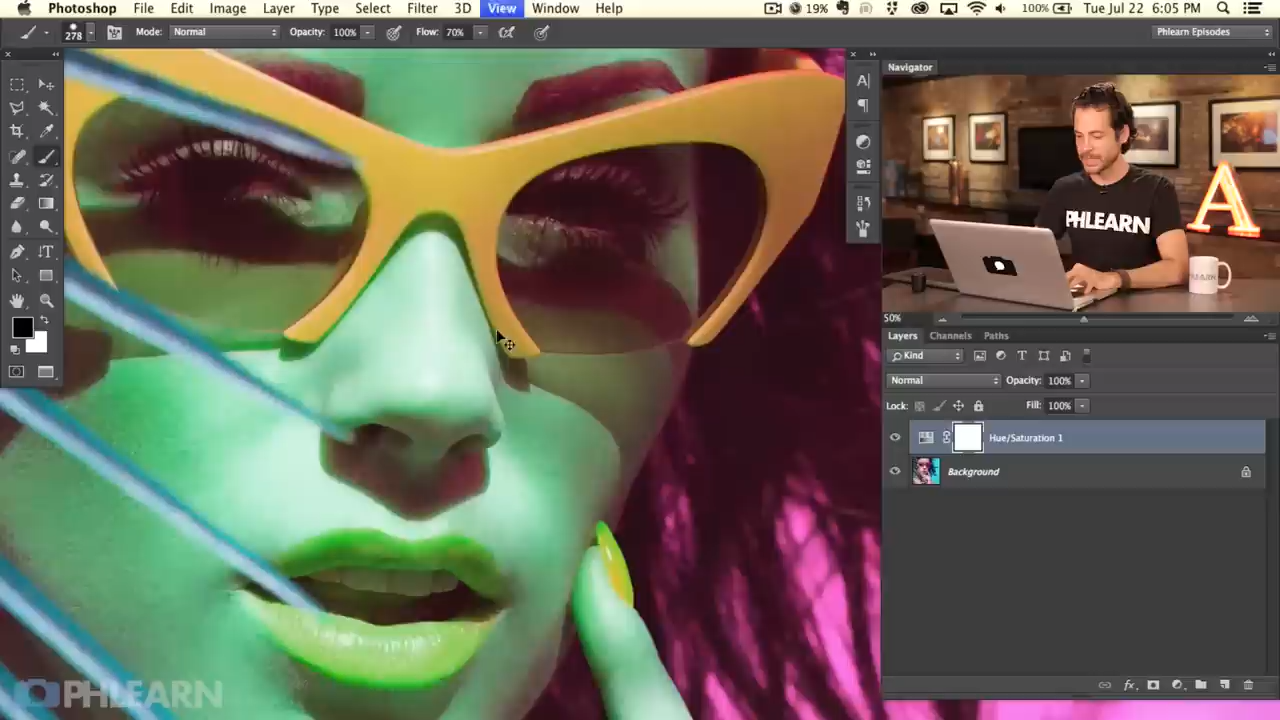 Photoshop File Edit Image Layer Type Select Filter 3D View Window Help 19% 100% Tue Jul 22 6:05 PM
278 Mode: Normal Opacity: 100% Flow: 70% Phlearn Episodes
Navigator
PHLEARN
A
PHLEARN
50%
Layers Channels Paths
Kind
Normal Opacity: 100%
Lock: Fill: 100%
Hue/Saturation 1
Background
PHLEARN